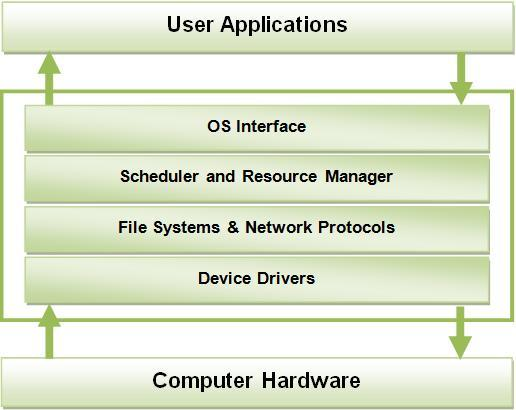 User Applications
OS Interface
Scheduler and Resource Manager
File Systems & Network Protocols
Device Drivers
Computer Hardware